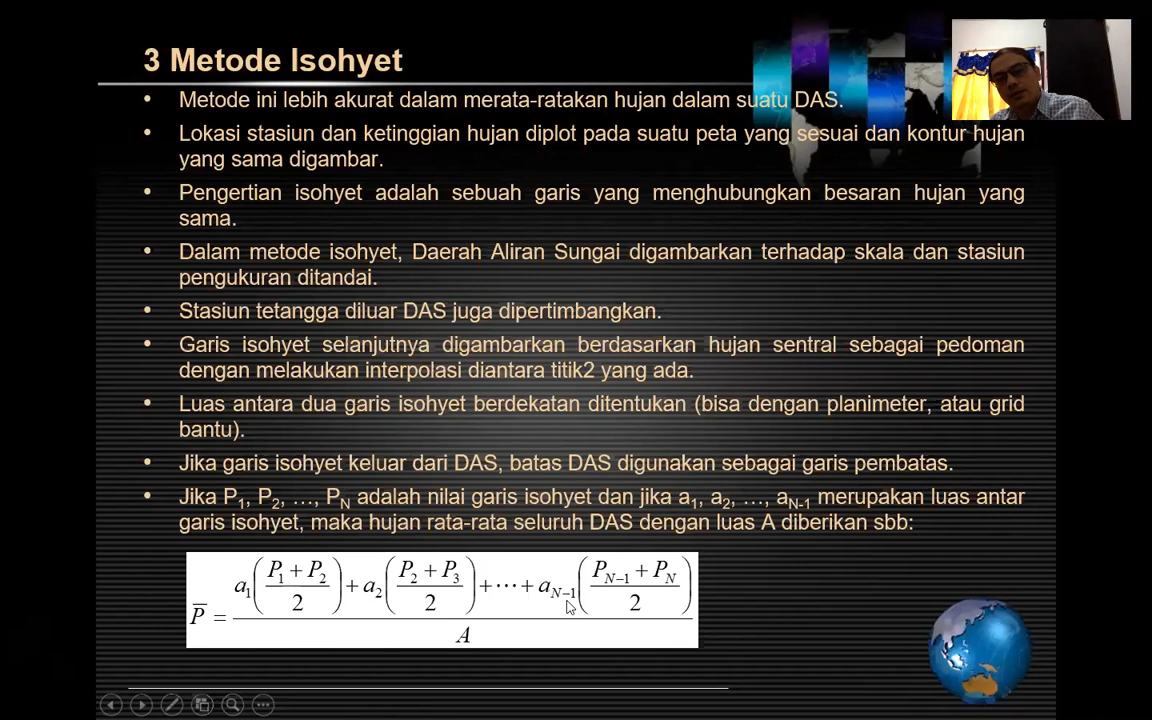 3 Metode Isohyet
• Metode ini lebih akurat dalam merata-ratakan hujan dalam suatu DAS.
• Lokasi stasiun dan ketinggian hujan diplot pada suatu peta yang sesuai dan kontur hujan
yang sama digambar.
• Pengertian isohyet adalah sebuah garis yang menghubungkan besaran hujan yang
sama.
• Dalam metode isohyet, Daerah Aliran Sungai digambarkan terhadap skala dan stasiun
pengukuran ditandai.
• Stasiun tetangga diluar DAS juga dipertimbangkan.
• Garis isohyet selanjutnya digambarkan berdasarkan hujan sentral sebagai pedoman
dengan melakukan interpolasi diantara titik2 yang ada.
• Luas antara dua garis isohyet berdekatan ditentukan (bisa dengan planimeter, atau grid
bantu).
• Jika garis isohyet keluar dari DAS, batas DAS digunakan sebagai garis pembatas.
• Jika P₁, P₂, …, P_N adalah nilai garis isohyet dan jika a₁, a₂, …, a_{N-1} merupakan luas antar
garis isohyet, maka hujan rata-rata seluruh DAS dengan luas A diberikan sbb:
P̅ = (a₁((P₁ + P₂)/2) + a₂((P₂ + P₃)/2) + ⋯ + a_{N−1}((P_{N−1} + P_N)/2)) / A